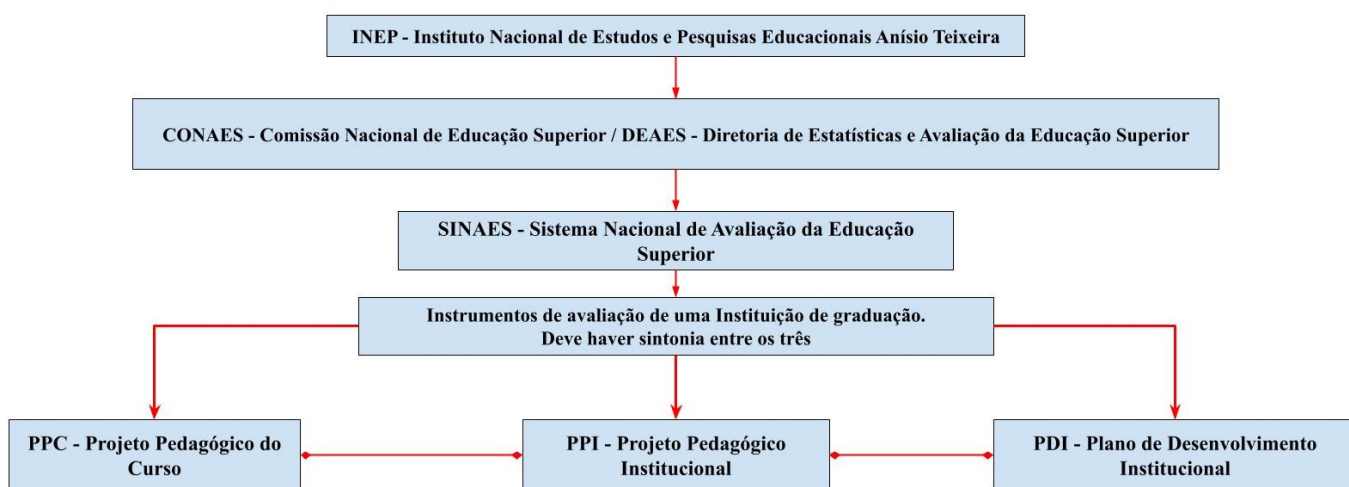 INEP - Instituto Nacional de Estudos e Pesquisas Educacionais Anísio Teixeira
CONAES - Comissão Nacional de Educação Superior / DEAES - Diretoria de Estatísticas e Avaliação da Educação Superior
SINAES - Sistema Nacional de Avaliação da Educação
Superior
Instrumentos de avaliação de uma Instituição de graduação.
Deve haver sintonia entre os três
PPC - Projeto Pedagógico do
Curso
PPI - Projeto Pedagógico
Institucional
PDI - Plano de Desenvolvimento
Institucional